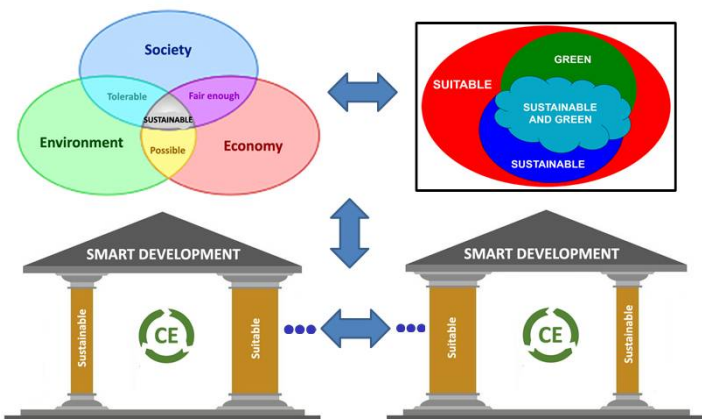 Society
Tolerable
Fair enough
SUSTAINABLE
Environment
Possible
Economy
GREEN
SUITABLE
SUSTAINABLE
AND GREEN
SUSTAINABLE
SMART DEVELOPMENT
Sustainable
CE
Suitable
SMART DEVELOPMENT
Suitable
CE
Sustainable